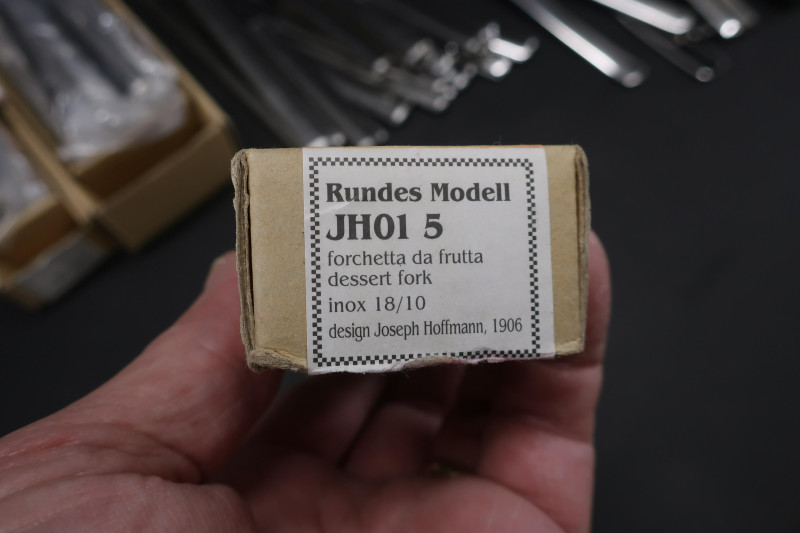 Rundes Modell
JH01 5
forchetta da frutta
dessert fork
inox 18/10
design Joseph Hoffmann, 1906